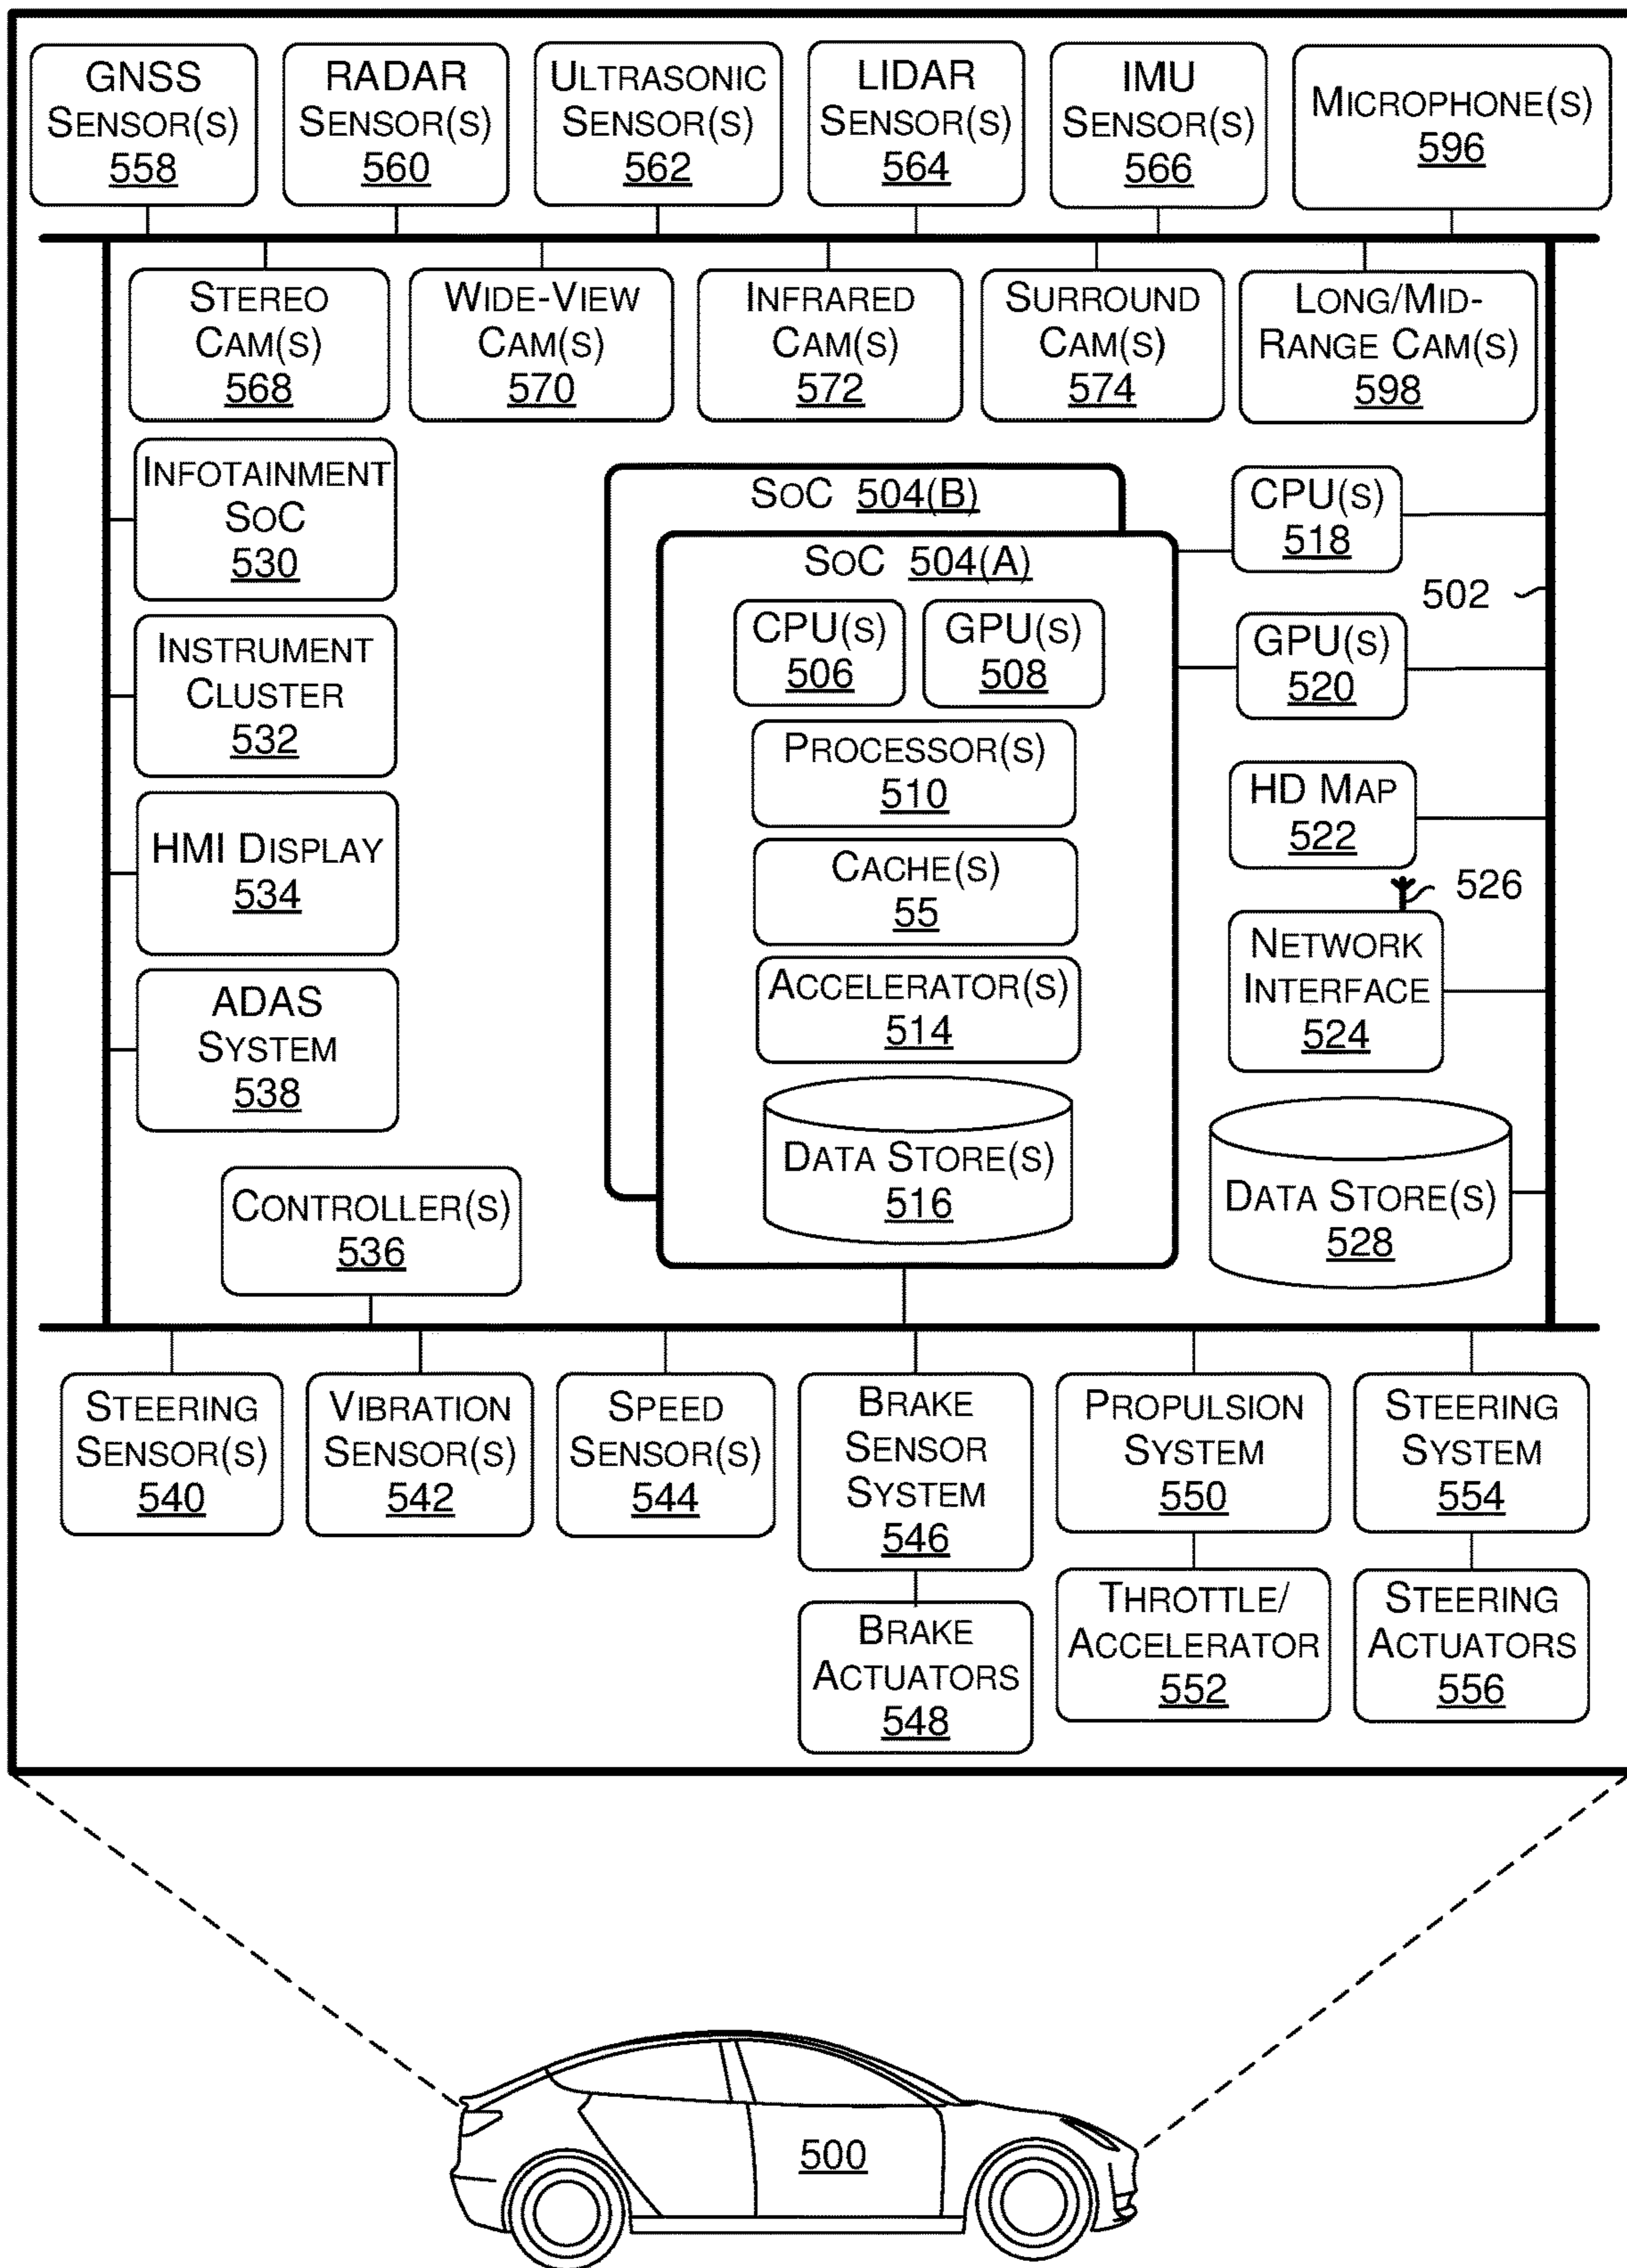 GNSS
SENSOR(S)
558
RADAR
SENSOR(S)
560
ULTRASONIC
SENSOR(S)
562
LIDAR
SENSOR(S)
564
IMU
SENSOR(S)
566
MICROPHONE(S)
596
STEREO
CAM(S)
568
WIDE-VIEW
CAM(S)
570
INFRARED
CAM(S)
572
SURROUND
CAM(S)
574
LONG/MID-
RANGE CAM(S)
598
INFOTAINMENT
SOC
530
INSTRUMENT
CLUSTER
532
HMI DISPLAY
534
ADAS
SYSTEM
538
CONTROLLER(S)
536
SOC 504(B)
SOC 504(A)
CPU(S)
506
GPU(S)
508
PROCESSOR(S)
510
CACHE(S)
55
ACCELERATOR(S)
514
DATA STORE(S)
516
CPU(S)
518
502
GPU(S)
520
HD MAP
522
526
NETWORK
INTERFACE
524
DATA STORE(S)
528
STEERING
SENSOR(S)
540
VIBRATION
SENSOR(S)
542
SPEED
SENSOR(S)
544
BRAKE
SENSOR
SYSTEM
546
PROPULSION
SYSTEM
550
STEERING
SYSTEM
554
BRAKE
ACTUATORS
548
THROTTLE/
ACCELERATOR
552
STEERING
ACTUATORS
556
500